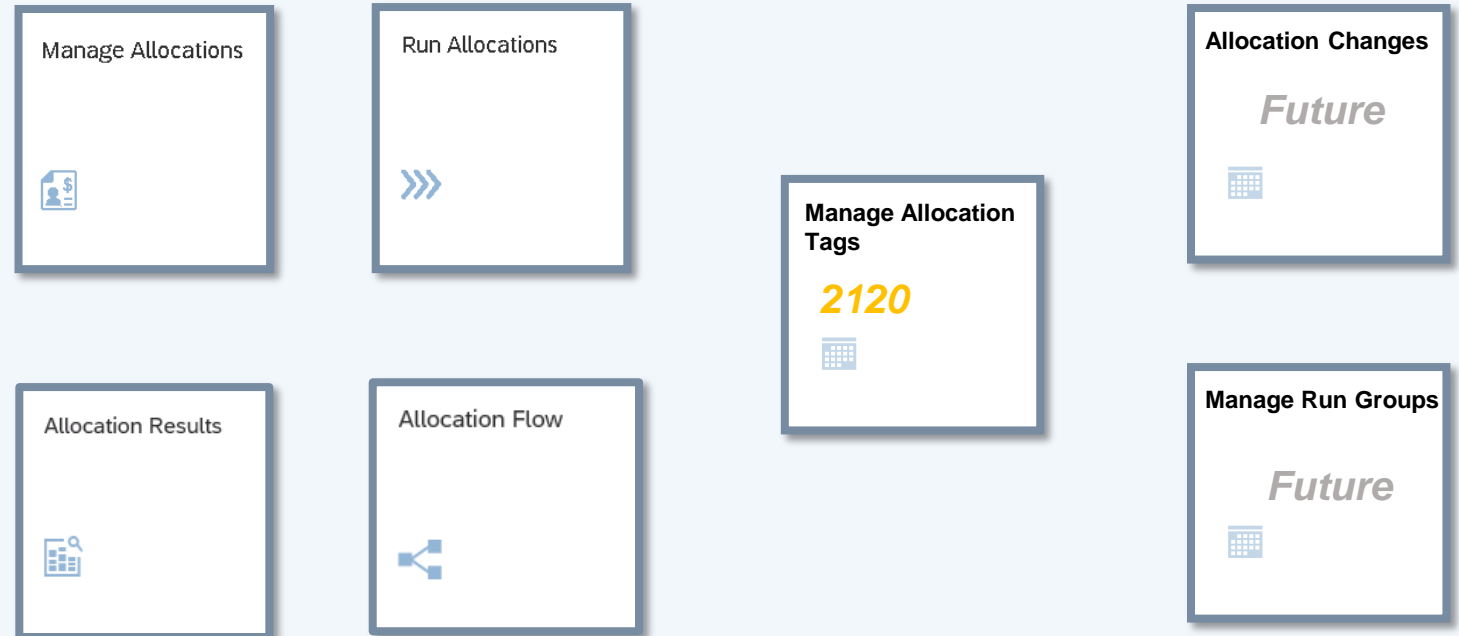 Manage Allocations
Run Allocations
Allocation Changes
Future
Manage Allocation
Tags
2120
Allocation Results
Allocation Flow
Manage Run Groups
Future